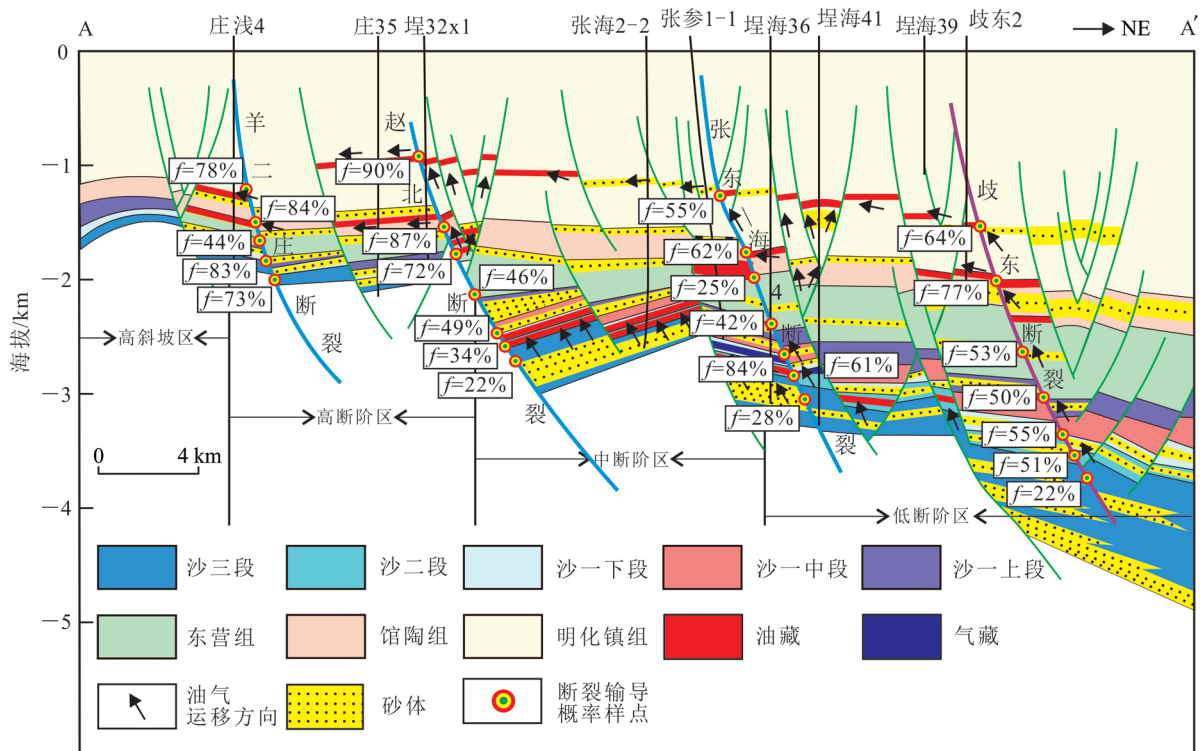 A
庄浅4
庄35
埕32x1
张海2-2
张参1-1
埕海36
埕海41
埕海39
歧东2
NE
A′
0
−1
−2
−3
−4
−5
海拔/km
羊二庄断裂
赵北断裂
张东—海4断裂
歧东断裂
f=78%
f=84%
f=44%
f=83%
f=73%
f=90%
f=87%
f=72%
f=46%
f=49%
f=34%
f=22%
f=55%
f=62%
f=25%
f=42%
f=84%
f=61%
f=28%
f=64%
f=77%
f=53%
f=50%
f=55%
f=51%
f=22%
高斜坡区
高断阶区
中断阶区
低断阶区
0 4 km
沙三段
沙二段
沙一下段
沙一中段
沙一上段
东营组
馆陶组
明化镇组
油藏
气藏
油气
运移方向
砂体
断裂输导
概率样点